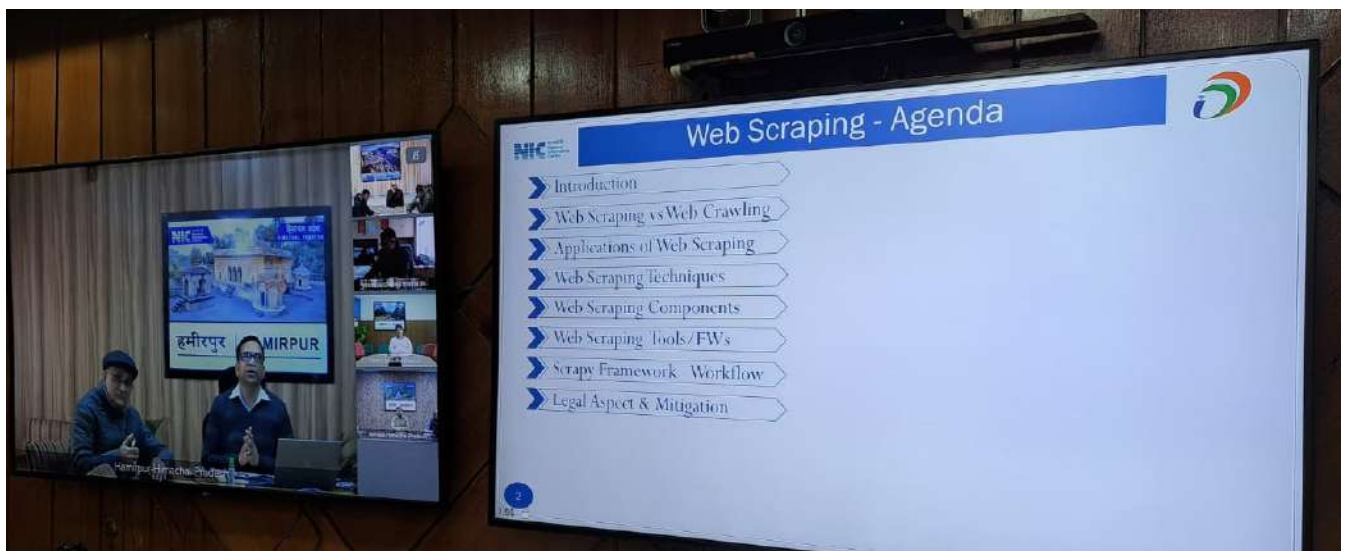 NIC
हमीरपुर
MIRPUR
Hamirpur-Himachal Pradesh
Web Scraping - Agenda
NIC
Introduction
Web Scraping vs Web Crawling
Applications of Web Scraping
Web Scraping Techniques
Web Scraping Components
Web Scraping Tools/FWs
Scrapy Framework Workflow
Legal Aspect & Mitigation
2